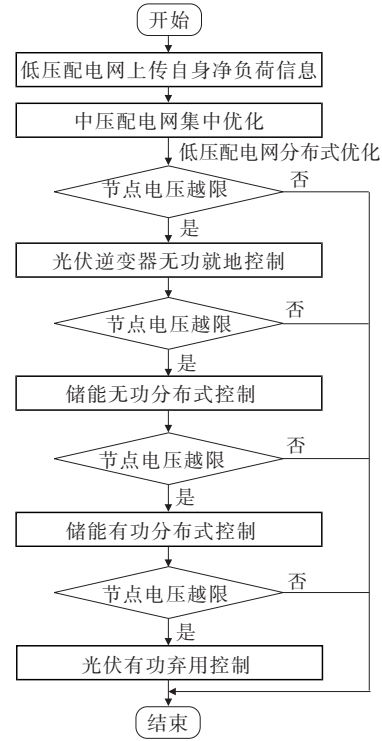 开始
低压配电网上传自身净负荷信息
中压配电网集中优化
低压配电网分布式优化
节点电压越限
否
是
光伏逆变器无功就地控制
节点电压越限
否
是
储能无功分布式控制
节点电压越限
否
是
储能有功分布式控制
节点电压越限
否
是
光伏有功弃用控制
结束